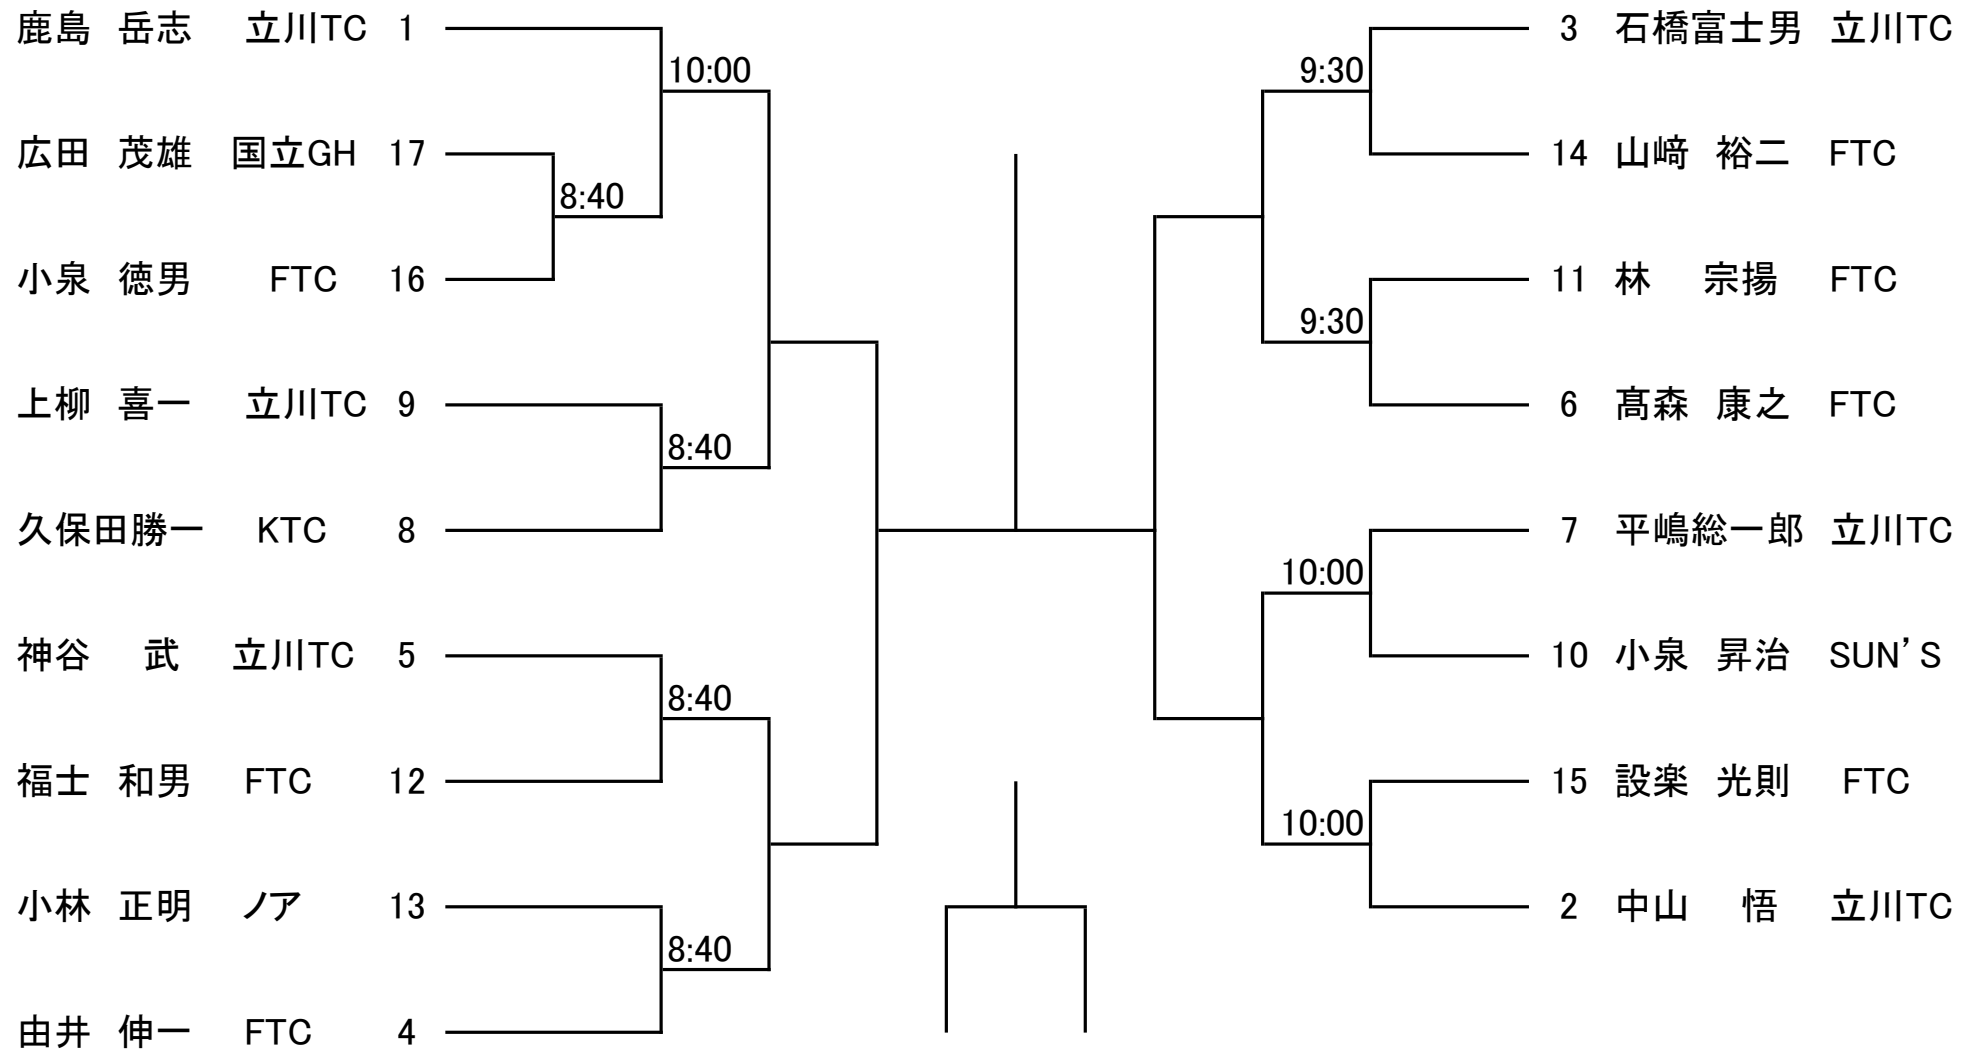 鹿島 岳志 立川TC 1
10:00
広田 茂雄 国立GH 17
8:40
小泉 徳男 FTC 16
上柳 喜一 立川TC 9
8:40
久保田勝一 KTC 8
神谷 武 立川TC 5
8:40
福士 和男 FTC 12
小林 正明 ノア 13
8:40
由井 伸一 FTC 4
3 石橋富士男 立川TC
9:30
14 山﨑 裕二 FTC
11 林 宗揚 FTC
9:30
6 髙森 康之 FTC
7 平嶋総一郎 立川TC
10:00
10 小泉 昇治 SUN’S
15 設楽 光則 FTC
10:00
2 中山 悟 立川TC